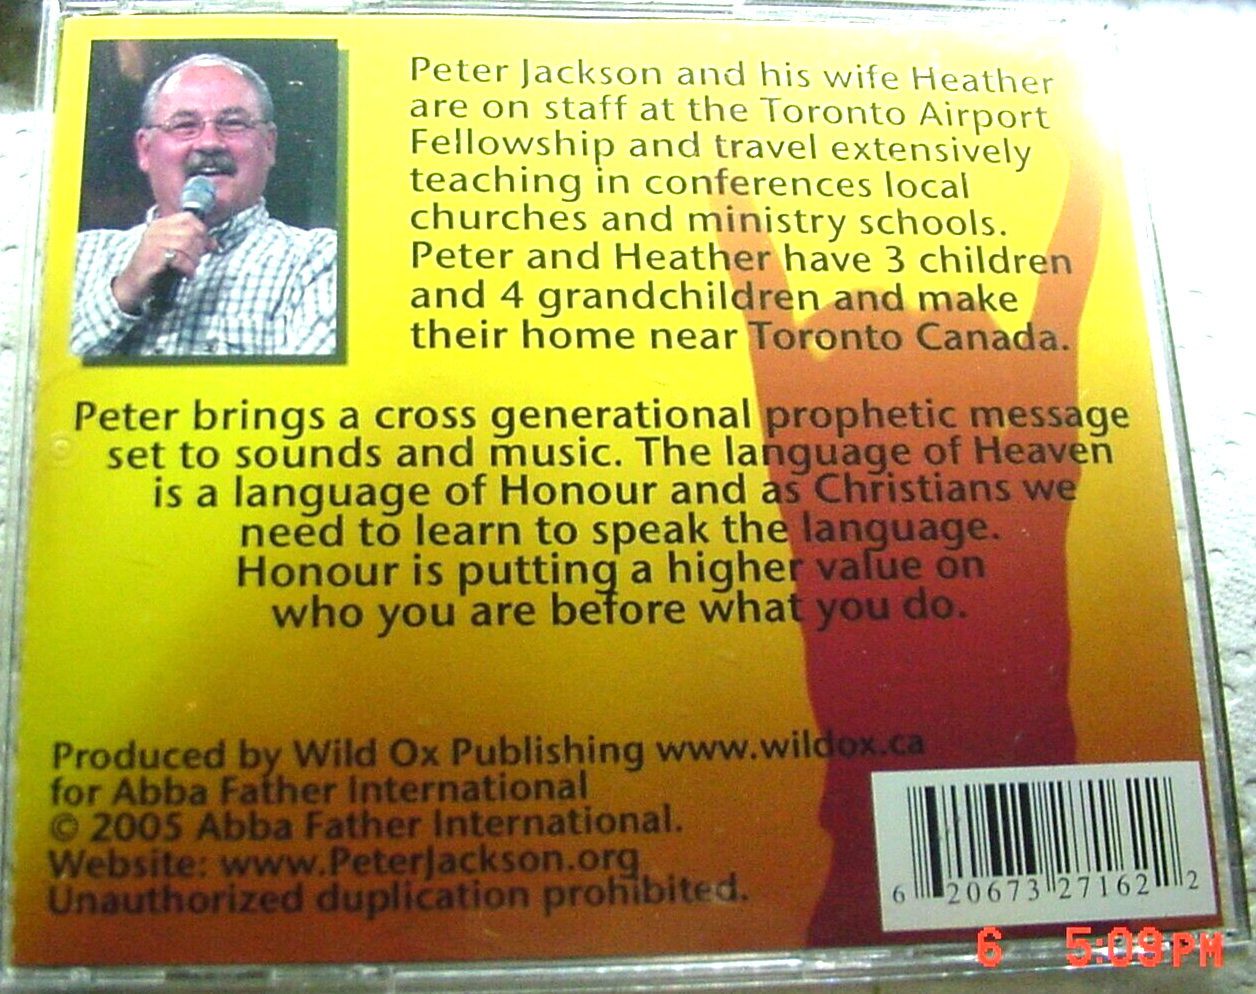 Peter Jackson and his wife Heather
are on staff at the Toronto Airport
Fellowship and travel extensively
teaching in conferences local
churches and ministry schools.
Peter and Heather have 3 children
and 4 grandchildren and make
their home near Toronto Canada.
Peter brings a cross generational prophetic message
set to sounds and music. The language of Heaven
is a language of Honour and as Christians we
need to learn to speak the language.
Honour is putting a higher value on
who you are before what you do.
Produced by Wild Ox Publishing www.wildox.ca
for Abba Father International
© 2005 Abba Father International.
Website: www.PeterJackson.org
Unauthorized duplication prohibited.
6 20673 27162 2
6 5:09PM